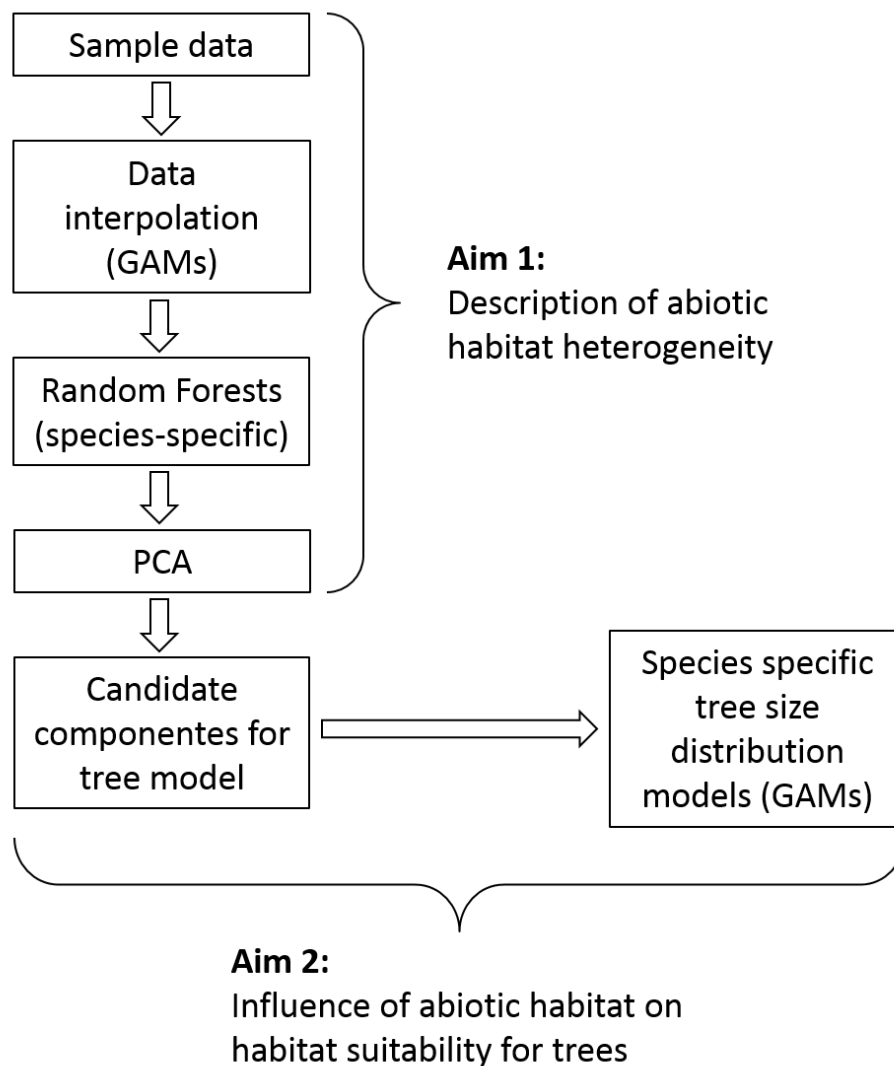 Sample data
Data
interpolation
(GAMs)
Random Forests
(species-specific)
PCA
Aim 1:
Description of abiotic
habitat heterogeneity
Candidate
componentes for
tree model
Species specific
tree size
distribution
models (GAMs)
Aim 2:
Influence of abiotic habitat on
habitat suitability for trees